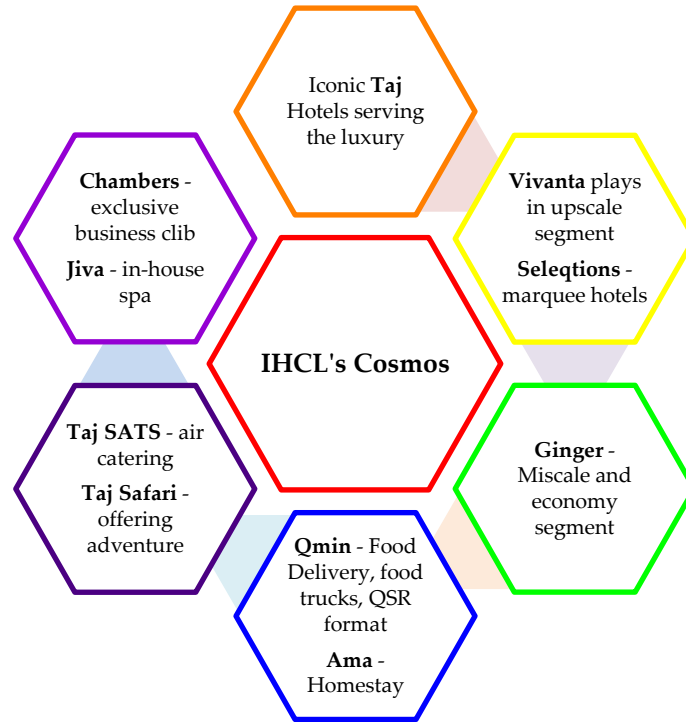 Iconic Taj
Hotels serving
the luxury
Vivanta plays
in upscale
segment
Seleqtions -
marquee hotels
Ginger -
Miscale and
economy
segment
Qmin - Food
Delivery, food
trucks, QSR
format
Ama -
Homestay
Taj SATS - air
catering
Taj Safari -
offering
adventure
Chambers -
exclusive
business clib
Jiva - in-house
spa
IHCL's Cosmos